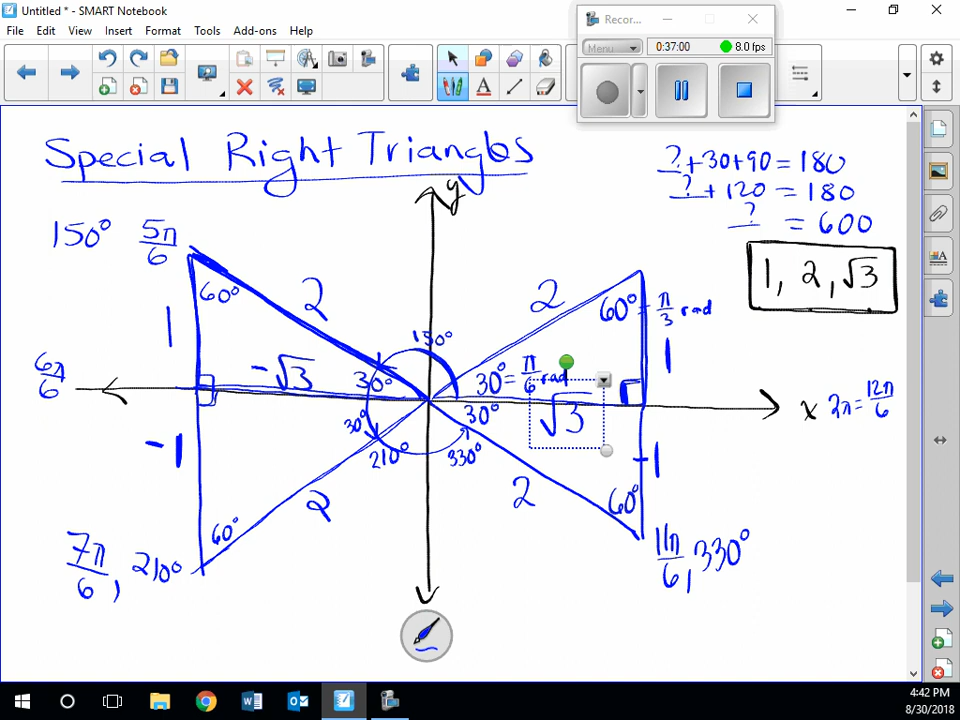 Untitled * - SMART Notebook
File Edit View Insert Format Tools Add-ons Help
Recor...
Menu 0:37:00 8.0 fps
Special Right Triangles
y
? +30+90 = 180
? +120 = 180
? = 600
1, 2, √3
150° 5π/6
60° 2 2 60° = π/3 rad
1 150° 1
6π/6 -√3 30° 30° = π/6 rad
x 2π = 12π/6
30° 30° √3
-1 210° 330° -1
2 2
60° 60°
7π/6, 210° 11π/6, 330°
4:42 PM
8/30/2018